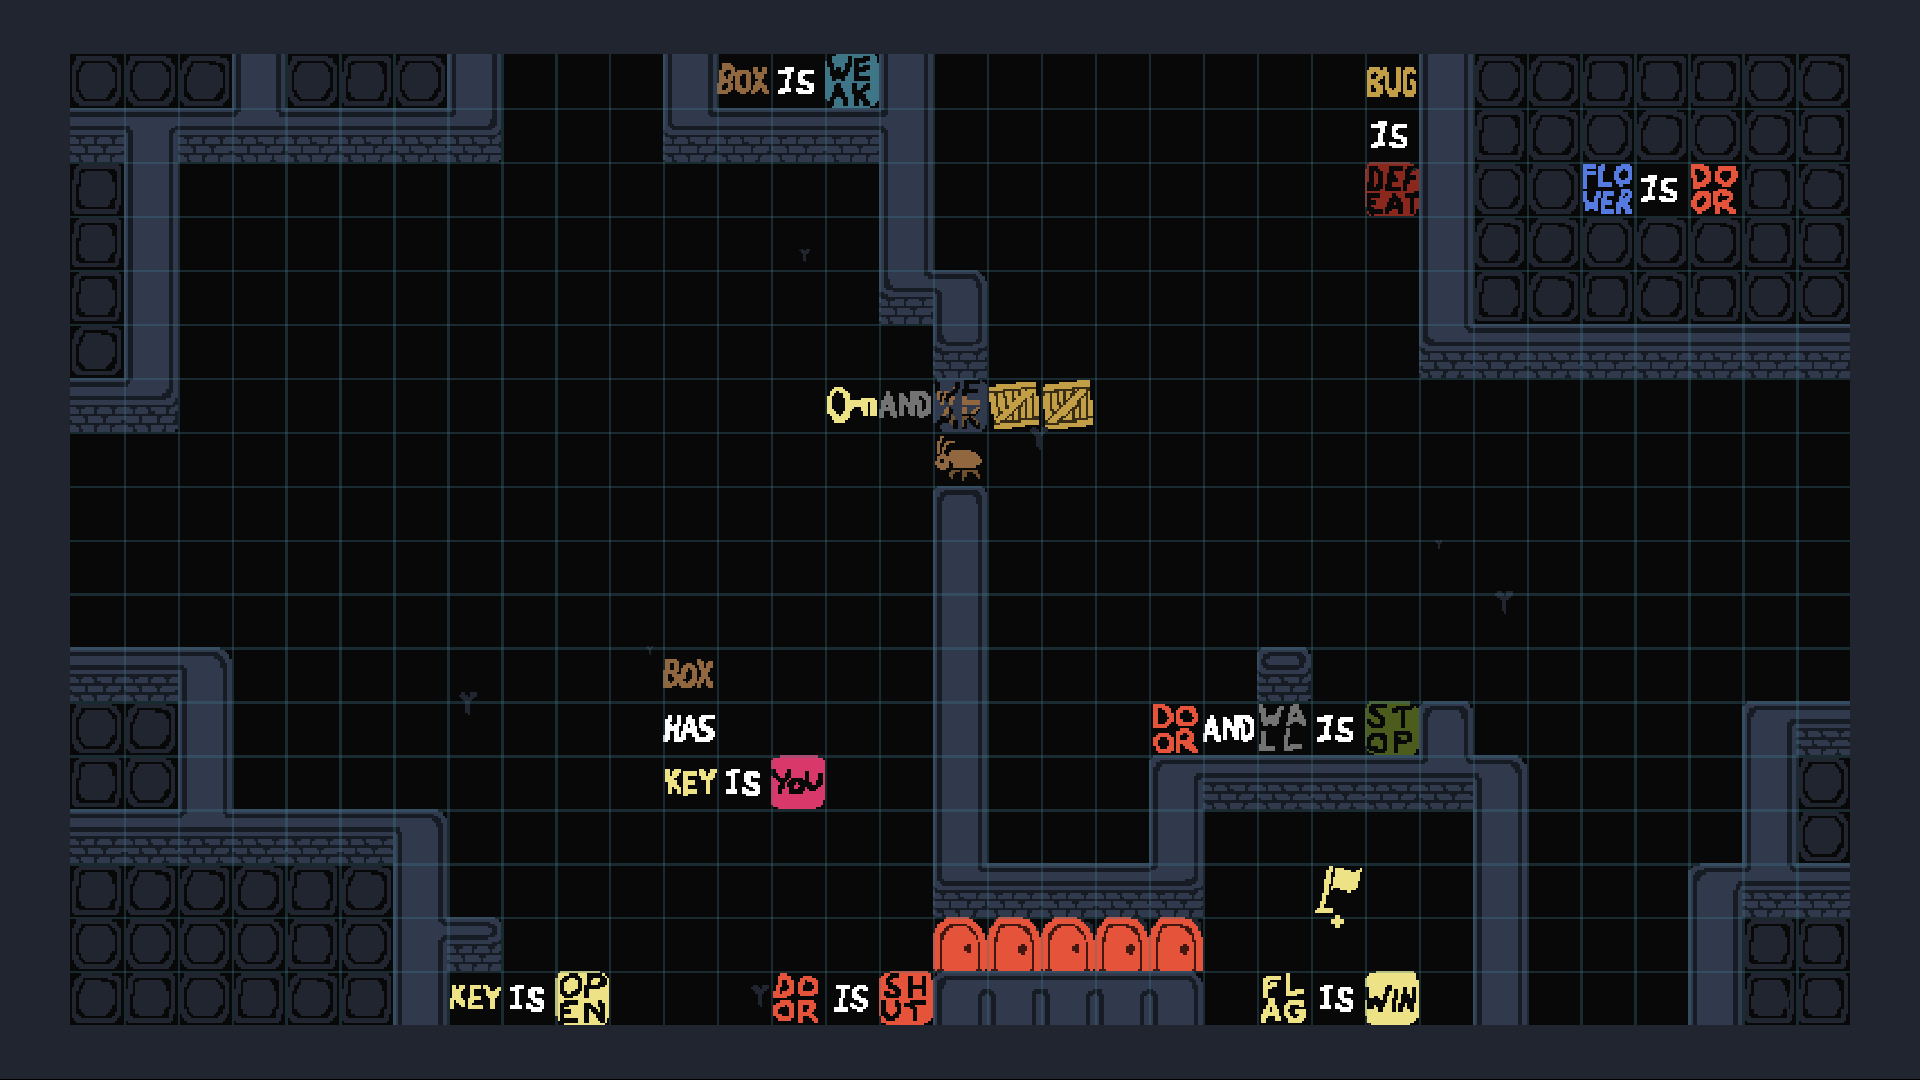 BOX IS WEAK
BUG
IS
DEFEAT
FLOWER IS DOOR
AND
BOX
HAS
KEY IS YOU
DOOR AND WALL IS STOP
KEY IS OPEN
DOOR IS SHUT
FLAG IS WIN